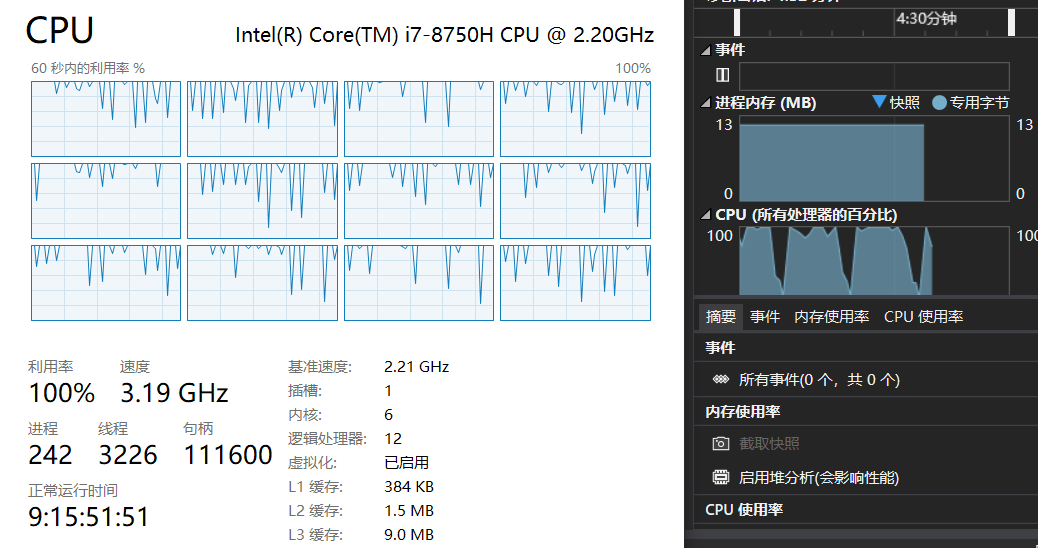 CPU
Intel(R) Core(TM) i7-8750H CPU @ 2.20GHz
60 秒内的利用率 %
100%
利用率
速度
100%
3.19 GHz
进程
线程
句柄
242
3226
111600
正常运行时间
9:15:51:51
基准速度: 2.21 GHz
插槽: 1
内核: 6
逻辑处理器: 12
虚拟化: 已启用
L1 缓存: 384 KB
L2 缓存: 1.5 MB
L3 缓存: 9.0 MB
4:30分钟
事件
进程内存 (MB)
快照
专用字节
13
13
0
0
CPU (所有处理器的百分比)
100
100
摘要 事件 内存使用率 CPU 使用率
事件
所有事件(0 个，共 0 个)
内存使用率
截取快照
启用堆分析(会影响性能)
CPU 使用率